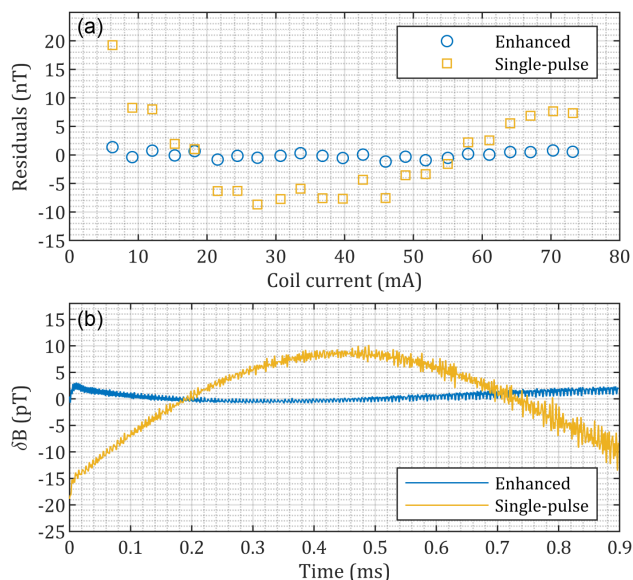 (a)
Enhanced
Single-pulse
20
15
10
5
0
-5
-10
-15
Residuals (nT)
0 10 20 30 40 50 60 70 80
Coil current (mA)
(b)
15
10
5
0
-5
-10
-15
-20
-25
δB (pT)
Enhanced
Single-pulse
0 0.1 0.2 0.3 0.4 0.5 0.6 0.7 0.8 0.9
Time (ms)